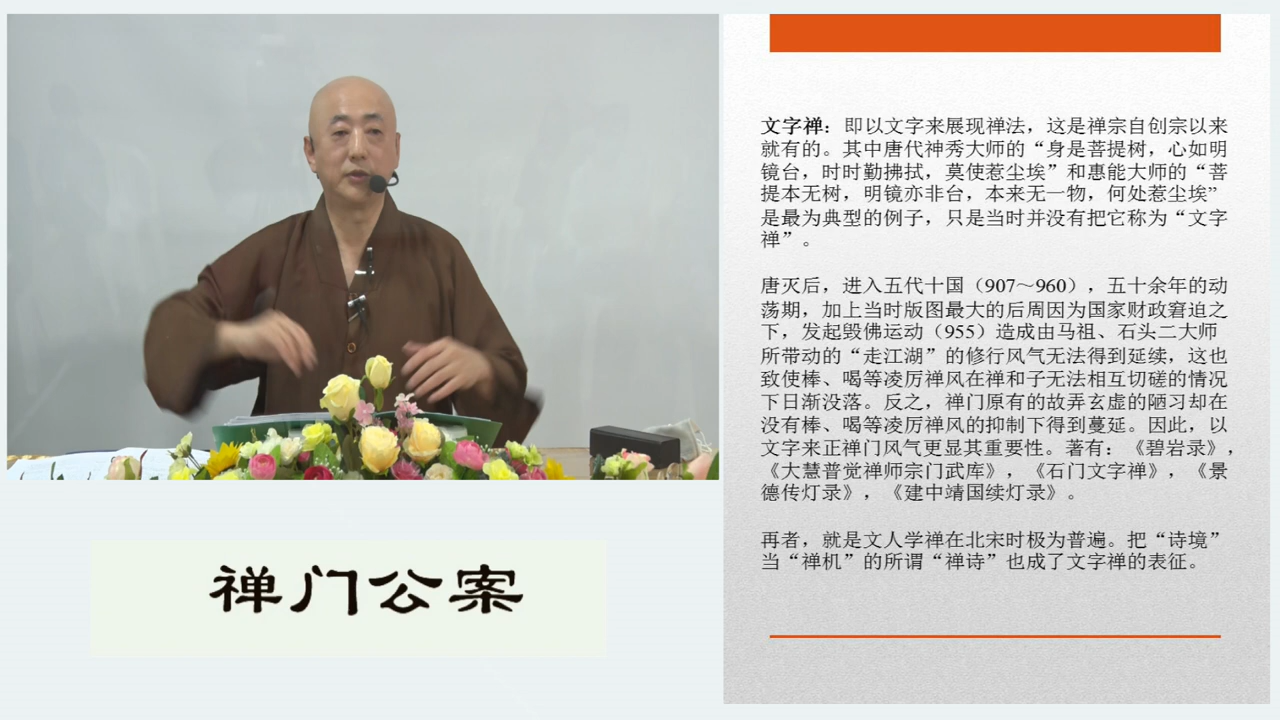 文字禅：即以文字来展现禅法，这是禅宗自创宗以来
就有的。其中唐代神秀大师的“身是菩提树，心如明
镜台，时时勤拂拭，莫使惹尘埃”和惠能大师的“菩
提本无树，明镜亦非台，本来无一物，何处惹尘埃”
是最为典型的例子，只是当时并没有把它称为“文字
禅”。
唐灭后，进入五代十国（907～960），五十余年的动
荡期，加上当时版图最大的后周因为国家财政窘迫之
下，发起毁佛运动（955）造成由马祖、石头二大师
所带动的“走江湖”的修行风气无法得到延续，这也
致使棒、喝等凌厉禅风在禅和子无法相互切磋的情况
下日渐没落。反之，禅门原有的故弄玄虚的陋习却在
没有棒、喝等凌厉禅风的抑制下得到蔓延。因此，以
文字来正禅门风气更显其重要性。著有：《碧岩录》，
《大慧普觉禅师宗门武库》，《石门文字禅》，《景
德传灯录》，《建中靖国续灯录》。
再者，就是文人学禅在北宋时极为普遍。把“诗境”
当“禅机”的所谓“禅诗”也成了文字禅的表征。
禅门公案